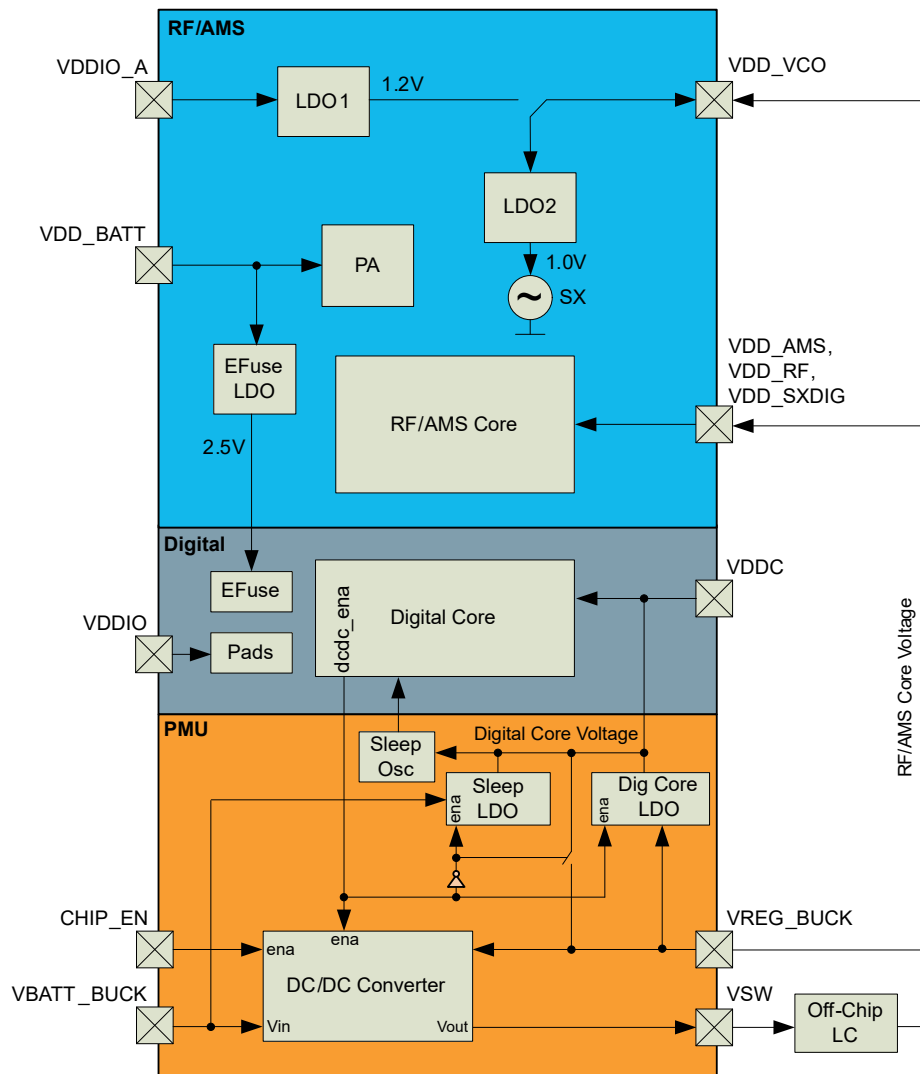 RF/AMS
VDDIO_A
VDD_VCO
LDO1
1.2V
LDO2
VDD_BATT
PA
1.0V
~
SX
VDD_AMS,
VDD_RF,
VDD_SXDIG
EFuse
LDO
RF/AMS Core
2.5V
Digital
VDDC
EFuse
dcdc_ena
Digital Core
VDDIO
Pads
RF/AMS Core Voltage
PMU
Digital Core Voltage
Sleep
Osc
ena
Sleep
LDO
ena
Dig Core
LDO
CHIP_EN
VREG_BUCK
ena
ena
DC/DC Converter
VBATT_BUCK
VSW
Vin
Vout
Off-Chip
LC